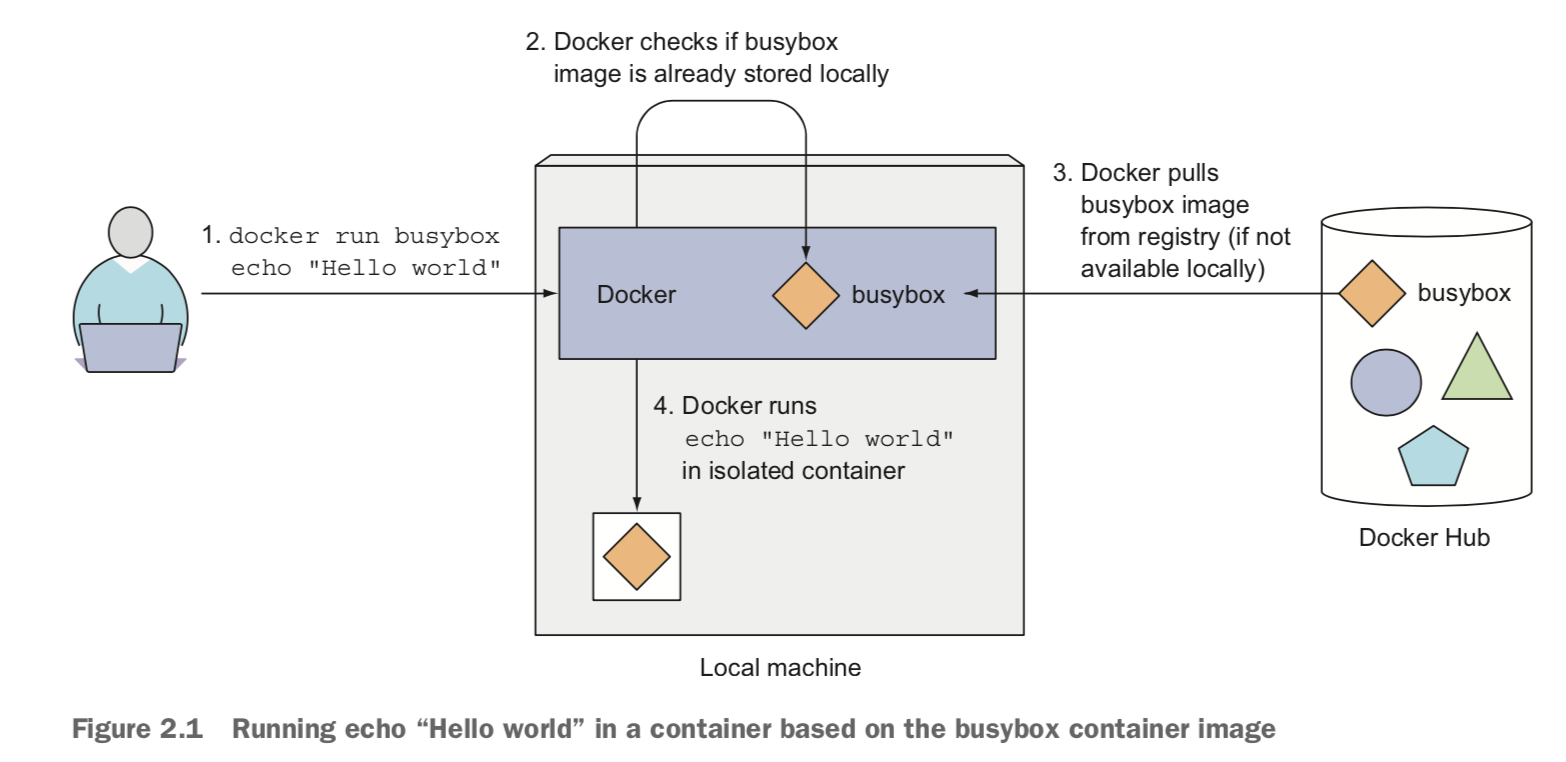 2. Docker checks if busybox
image is already stored locally
3. Docker pulls
busybox image
from registry (if not
available locally)
1. docker run busybox
echo "Hello world"
Docker
busybox
busybox
4. Docker runs
echo "Hello world"
in isolated container
Docker Hub
Local machine
Figure 2.1 Running echo “Hello world” in a container based on the busybox container image